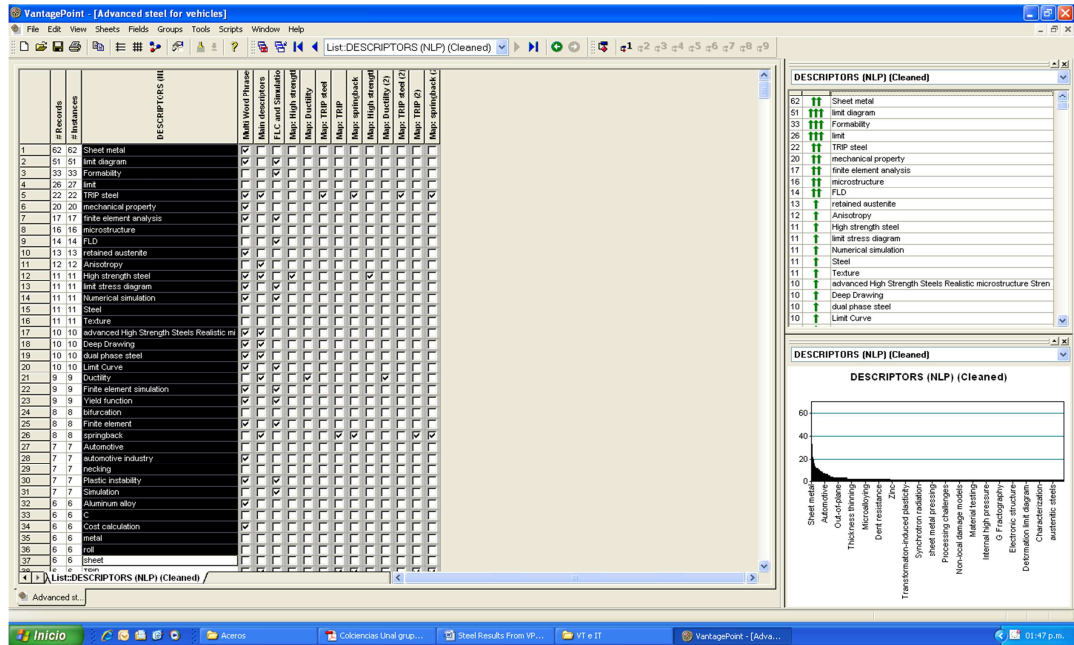 VantagePoint - [Advanced steel for vehicles]
File Edit View Sheets Fields Groups Tools Scripts Window Help
List:DESCRIPTORS (NLP) (Cleaned)
# Records
# Instances
DESCRIPTORS (NL
Multi Word Phrase
Main descriptors
FLC and Simulatio
Map: High strengtl
Map: Ductility
Map: TRIP steel
Map: TRIP
Map: springback
Map: High strengtl
Map: Ductility (2)
Map: TRIP steel (2)
Map: TRIP (2)
Map: springback (2
1 62 62 Sheet metal
2 51 51 limit diagram
3 33 33 Formability
4 26 27 limit
5 22 22 TRIP steel
6 20 20 mechanical property
7 17 17 finite element analysis
8 16 16 microstructure
9 14 14 FLD
10 13 13 retained austenite
11 12 12 Anisotropy
12 11 11 High strength steel
13 11 11 limit stress diagram
14 11 11 Numerical simulation
15 11 11 Steel
16 11 11 Texture
17 10 10 advanced High Strength Steels Realistic mi
18 10 10 Deep Drawing
19 10 10 dual phase steel
20 10 10 Limit Curve
21 9 9 Ductility
22 9 9 Finite element simulation
23 9 9 Yield function
24 8 8 bifurcation
25 8 8 Finite element
26 8 8 springback
27 7 7 Automotive
28 7 7 automotive industry
29 7 7 necking
30 7 7 Plastic instability
31 7 7 Simulation
32 6 6 Aluminum alloy
33 6 6 C
34 6 6 Cost calculation
35 6 6 metal
36 6 6 roll
37 6 6 sheet
38 6 6 TRIP
List:DESCRIPTORS (NLP) (Cleaned)
Advanced st...
DESCRIPTORS (NLP) (Cleaned)
62 Sheet metal
51 limit diagram
33 Formability
26 limit
22 TRIP steel
20 mechanical property
17 finite element analysis
16 microstructure
14 FLD
13 retained austenite
12 Anisotropy
11 High strength steel
11 limit stress diagram
11 Numerical simulation
11 Steel
11 Texture
10 advanced High Strength Steels Realistic microstructure Stren
10 Deep Drawing
10 dual phase steel
10 Limit Curve
DESCRIPTORS (NLP) (Cleaned)
DESCRIPTORS (NLP) (Cleaned)
60
40
20
0
Sheet metal
Automotive
Out-of-plane
Thickness thinning
Microalloying
Dent resistance
Zinc
Transformation-induced plasticity
Synchrotron radiation
sheet metal pressing
Processing challenges
Non-local damage models
Material testing
Internal high pressure
G Fractography
Electronic structure
Deformation limit diagram
Characterization
austenitic steels
Inicio
Aceros
Colciencias Unal grup...
Steel Results From VP...
VT e IT
VantagePoint - [Adva...
01:47 p.m.